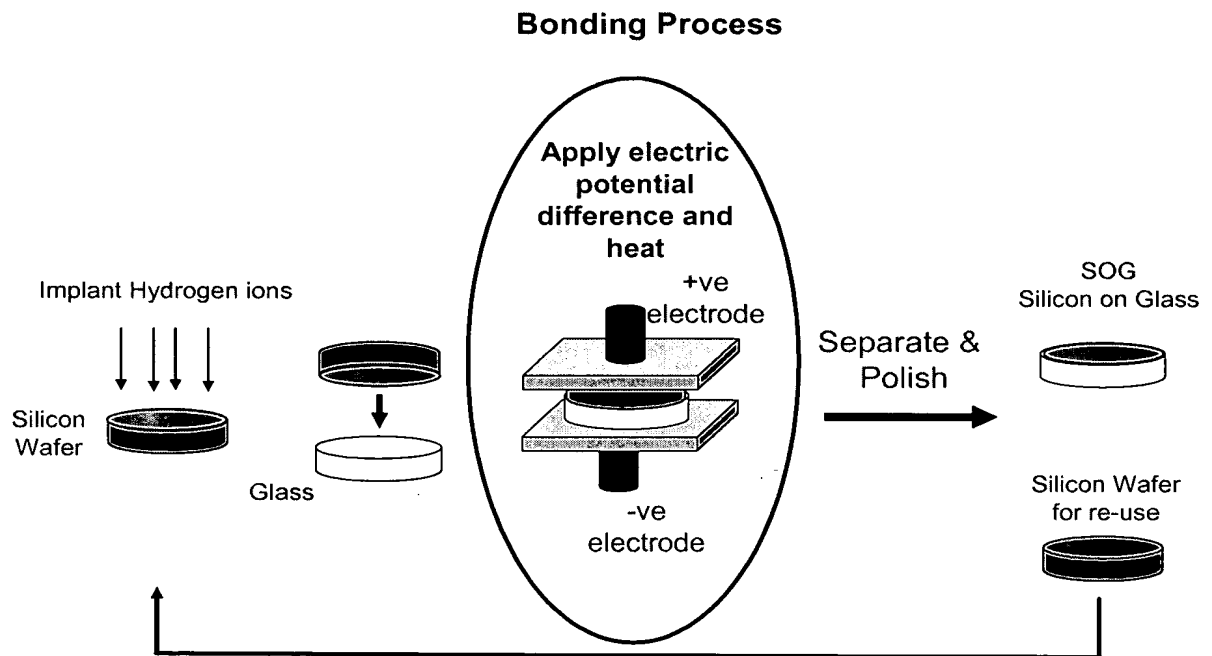 Bonding Process
Apply electric
potential
difference and
heat
+ve
electrode
-ve
electrode
Implant Hydrogen ions
Silicon
Wafer
Glass
Separate &
Polish
SOG
Silicon on Glass
Silicon Wafer
for re-use